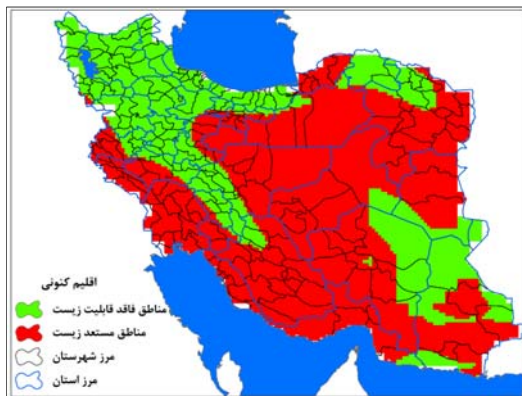 اقلیم کنونی
مناطق فاقد قابلیت زیست
مناطق مستعد زیست
مرز شهرستان
مرز استان